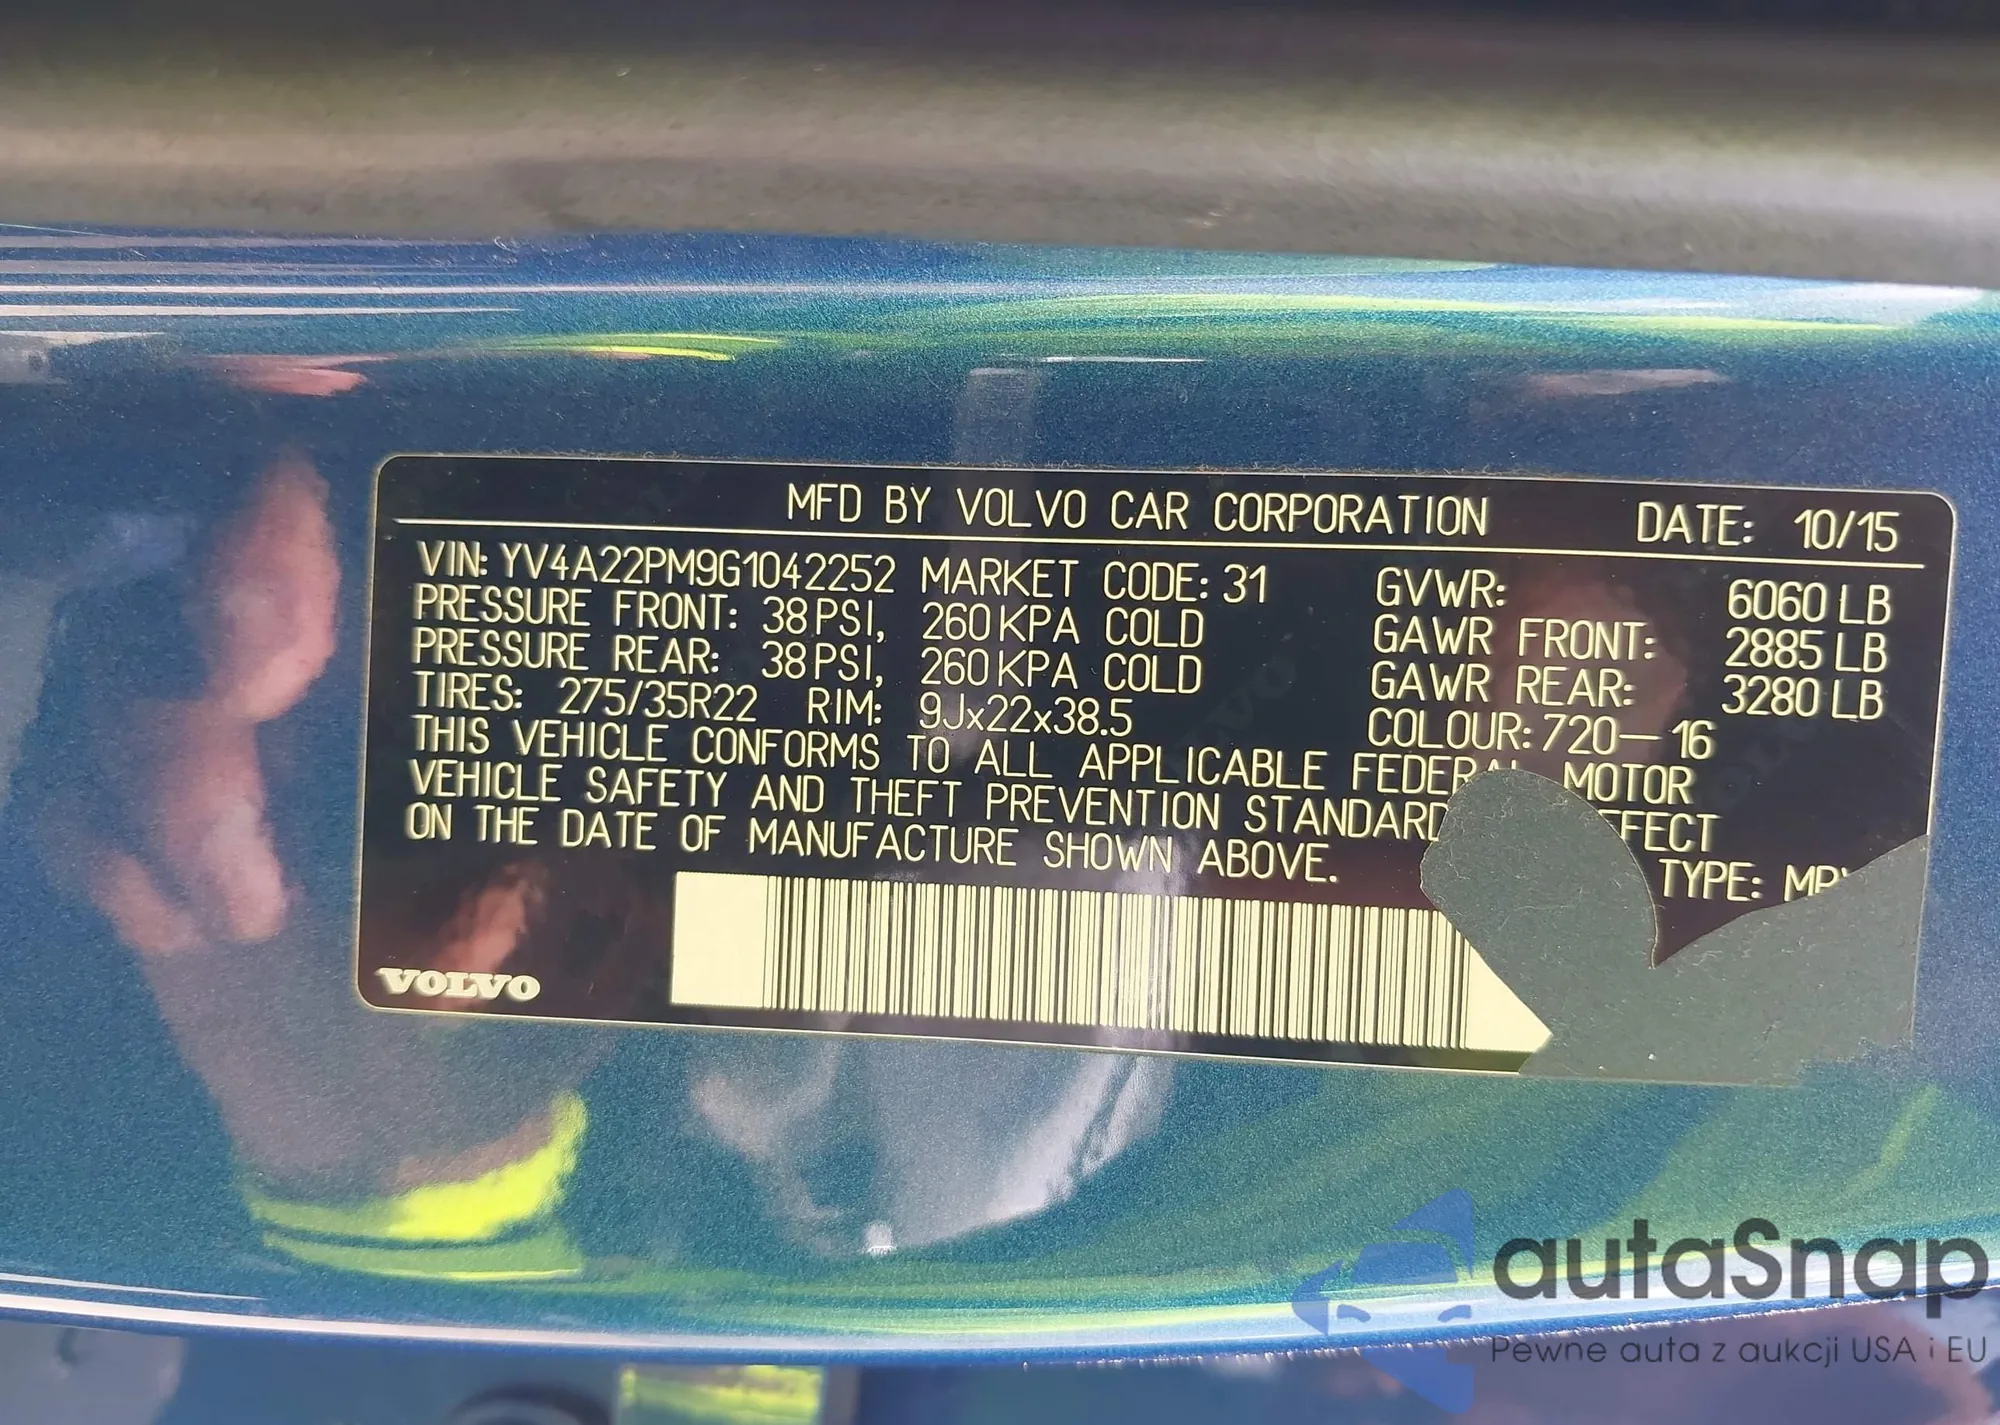 MFD BY VOLVO CAR CORPORATION DATE: 10/15
VIN: YV4A22PM9G1042252 MARKET CODE: 31 GVWR: 6060 LB
PRESSURE FRONT: 38 PSI, 260 KPA COLD GAWR FRONT: 2885 LB
PRESSURE REAR: 38 PSI, 260 KPA COLD GAWR REAR: 3280 LB
TIRES: 275/35R22 RIM: 9Jx22x38.5 COLOUR: 720-16
THIS VEHICLE CONFORMS TO ALL APPLICABLE FEDERAL MOTOR
VEHICLE SAFETY AND THEFT PREVENTION STANDARD
ON THE DATE OF MANUFACTURE SHOWN ABOVE. TYPE:
VOLVO
autaSnap
Pewne auta z aukcji USA i EU